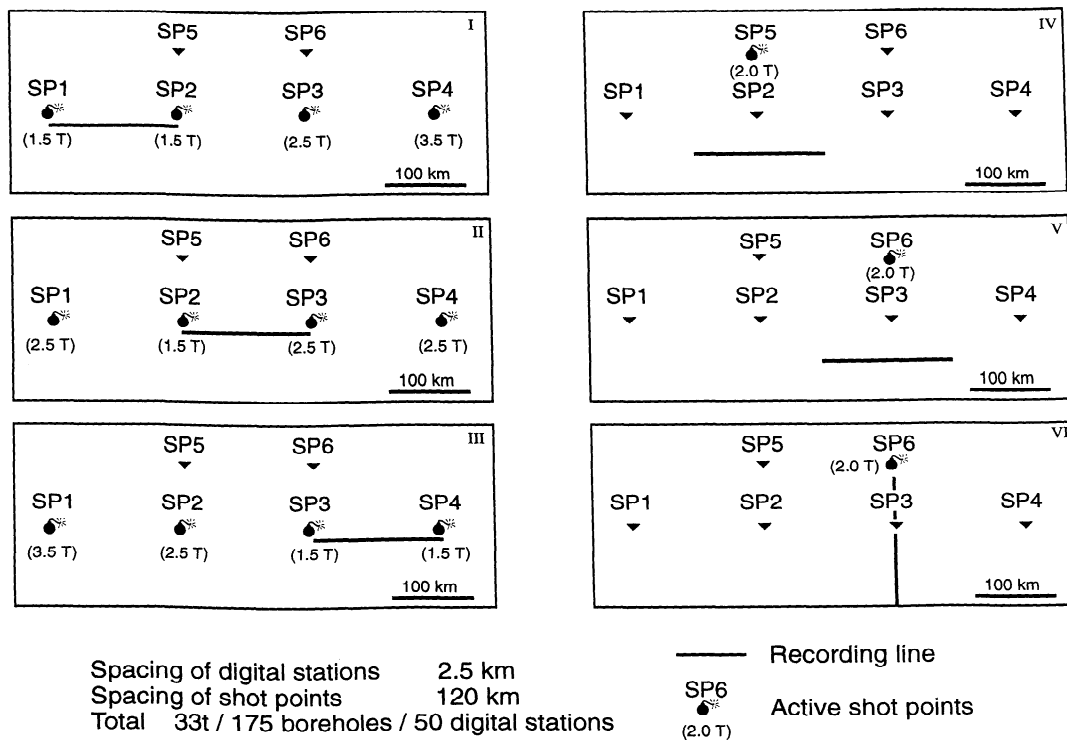 I
SP5 SP6
SP1 SP2 SP3 SP4
(1.5 T) (1.5 T) (2.5 T) (3.5 T)
100 km
II
SP5 SP6
SP1 SP2 SP3 SP4
(2.5 T) (1.5 T) (2.5 T) (2.5 T)
100 km
III
SP5 SP6
SP1 SP2 SP3 SP4
(3.5 T) (2.5 T) (1.5 T) (1.5 T)
100 km
IV
SP5 SP6
(2.0 T)
SP1 SP2 SP3 SP4
100 km
V
SP5 SP6
(2.0 T)
SP1 SP2 SP3 SP4
100 km
VI
SP5 SP6
(2.0 T)
SP1 SP2 SP3 SP4
100 km
Spacing of digital stations 2.5 km
Spacing of shot points 120 km
Total 33t / 175 boreholes / 50 digital stations
Recording line
SP6
Active shot points
(2.0 T)